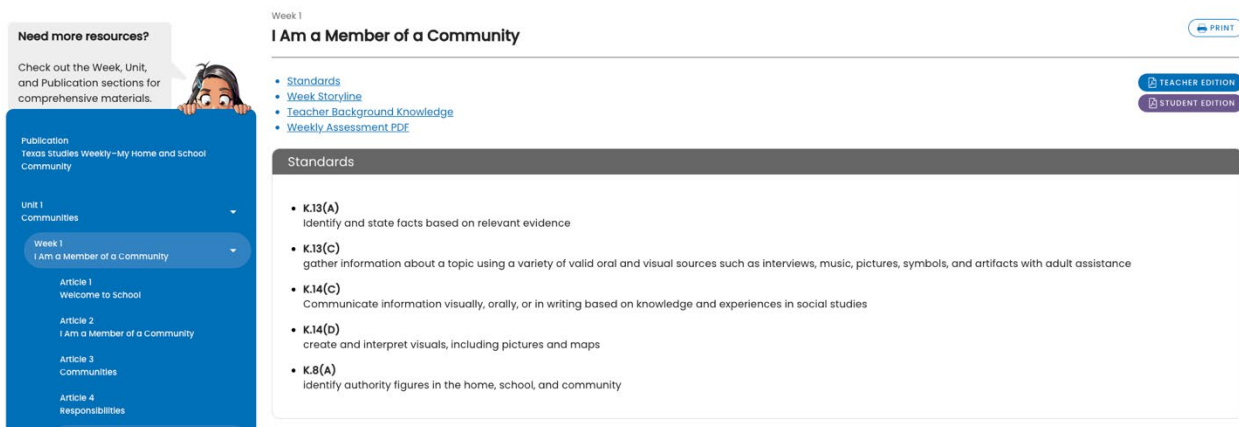 Need more resources?
Check out the Week, Unit,
and Publication sections for
comprehensive materials.
Publication
Texas Studies Weekly–My Home and School
Community
Unit 1
Communities
Week 1
I Am a Member of a Community
Article 1
Welcome to School
Article 2
I Am a Member of a Community
Article 3
Communities
Article 4
Responsibilities
Week 1
I Am a Member of a Community
PRINT
Standards
Week Storyline
Teacher Background Knowledge
Weekly Assessment PDF
TEACHER EDITION
STUDENT EDITION
Standards
K.13(A)
Identify and state facts based on relevant evidence
K.13(C)
gather information about a topic using a variety of valid oral and visual sources such as interviews, music, pictures, symbols, and artifacts with adult assistance
K.14(C)
Communicate information visually, orally, or in writing based on knowledge and experiences in social studies
K.14(D)
create and interpret visuals, including pictures and maps
K.8(A)
identify authority figures in the home, school, and community